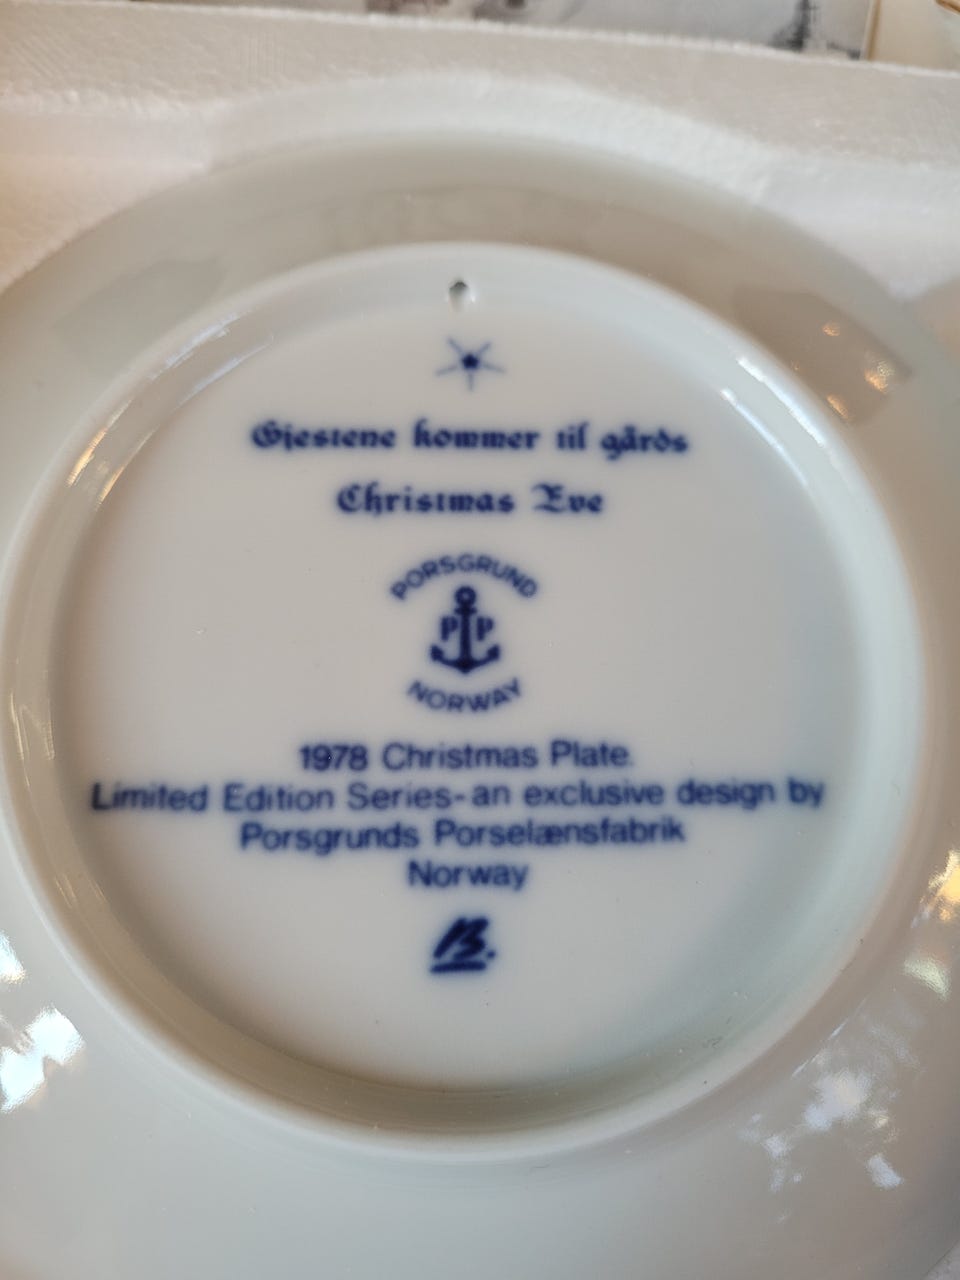 Gjestene kommer til gårds
Christmas Eve
PORSGRUND
PP
NORWAY
1978 Christmas Plate.
Limited Edition Series-an exclusive design by
Porsgrunds Porselænsfabrik
Norway
B.